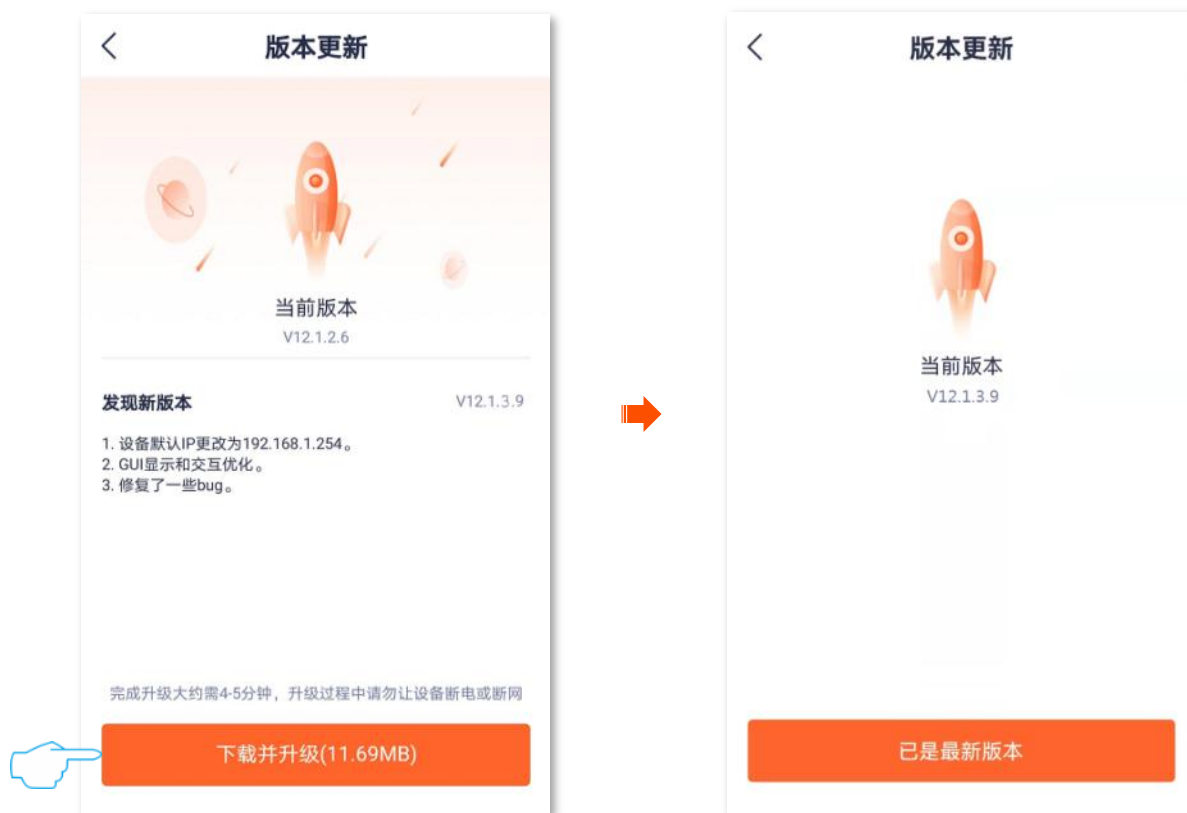 版本更新
当前版本
V12.1.2.6
发现新版本 V12.1.3.9
1. 设备默认IP更改为192.168.1.254。
2. GUI显示和交互优化。
3. 修复了一些bug。
完成升级大约需4-5分钟，升级过程中请勿让设备断电或断网
下载并升级(11.69MB)
版本更新
当前版本
V12.1.3.9
已是最新版本